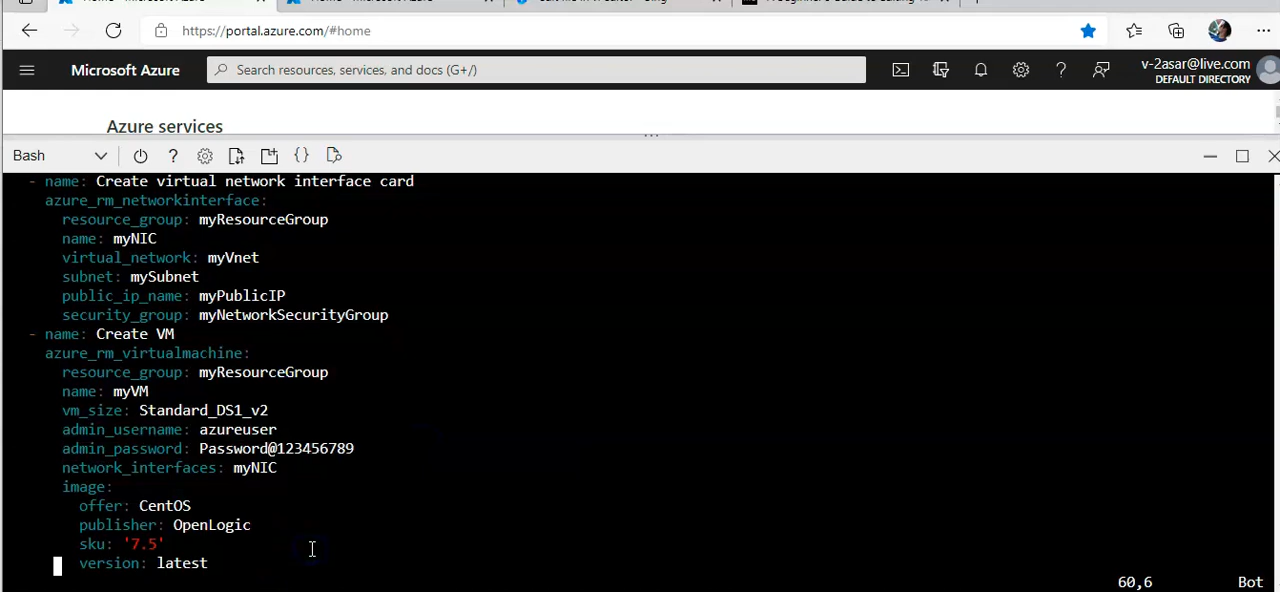 https://portal.azure.com/#home
Microsoft Azure
Search resources, services, and docs (G+/)
v-2asar@live.com
DEFAULT DIRECTORY
Azure services
Bash
- name: Create virtual network interface card
azure_rm_networkinterface:
resource_group: myResourceGroup
name: myNIC
virtual_network: myVnet
subnet: mySubnet
public_ip_name: myPublicIP
security_group: myNetworkSecurityGroup
- name: Create VM
azure_rm_virtualmachine:
resource_group: myResourceGroup
name: myVM
vm_size: Standard_DS1_v2
admin_username: azureuser
admin_password: Password@123456789
network_interfaces: myNIC
image:
offer: CentOS
publisher: OpenLogic
sku: '7.5'
version: latest
60,6 Bot